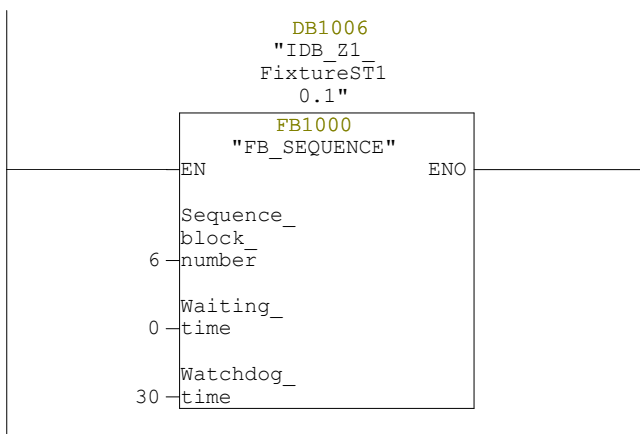 DB1006
"IDB_Z1_
FixtureST1
0.1"
FB1000
"FB_SEQUENCE"
EN ENO
Sequence_
block_
6 number
Waiting_
0 time
Watchdog_
30 time